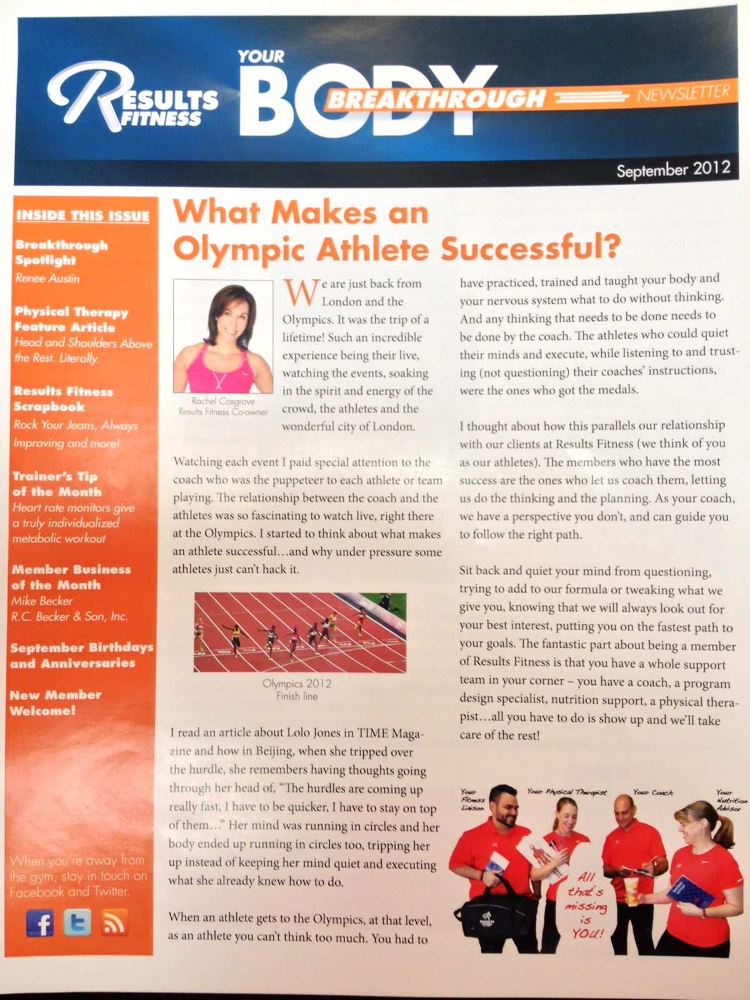 RESULTS
FITNESS
YOUR
BODY
BREAKTHROUGH
NEWSLETTER
September 2012
INSIDE THIS ISSUE
Breakthrough
Spotlight
Renee Austin
Physical Therapy
Feature Article
Head and Shoulders Above
the Rest. Literally.
Results Fitness
Scrapbook
Rock Your Jeans, Always
Improving and more!
Trainer's Tip
of the Month
Heart rate monitors give
a truly individualized
metabolic workout
Member Business
of the Month
Mike Becker
R.C. Becker & Son, Inc.
September Birthdays
and Anniversaries
New Member
Welcome!
When you're away from
the gym, stay in touch on
Facebook and Twitter.
What Makes an
Olympic Athlete Successful?
Rachel Cosgrove
Results Fitness Co-owner
We are just back from
London and the
Olympics. It was the trip of a
lifetime! Such an incredible
experience being their live,
watching the events, soaking
in the spirit and energy of the
crowd, the athletes and the
wonderful city of London.
Watching each event I paid special attention to the
coach who was the puppeteer to each athlete or team
playing. The relationship between the coach and the
athletes was so fascinating to watch live, right there
at the Olympics. I started to think about what makes
an athlete successful…and why under pressure some
athletes just can't hack it.
Olympics 2012
Finish line
I read an article about Lolo Jones in TIME Maga-
zine and how in Beijing, when she tripped over
the hurdle, she remembers having thoughts going
through her head of, “The hurdles are coming up
really fast, I have to be quicker, I have to stay on top
of them…” Her mind was running in circles and her
body ended up running in circles too, tripping her
up instead of keeping her mind quiet and executing
what she already knew how to do.
When an athlete gets to the Olympics, at that level,
as an athlete you can't think too much. You had to
have practiced, trained and taught your body and
your nervous system what to do without thinking.
And any thinking that needs to be done needs to
be done by the coach. The athletes who could quiet
their minds and execute, while listening to and trust-
ing (not questioning) their coaches' instructions,
were the ones who got the medals.
I thought about how this parallels our relationship
with our clients at Results Fitness (we think of you
as our athletes). The members who have the most
success are the ones who let us coach them, letting
us do the thinking and the planning. As your coach,
we have a perspective you don't, and can guide you
to follow the right path.
Sit back and quiet your mind from questioning,
trying to add to our formula or tweaking what we
give you, knowing that we will always look out for
your best interest, putting you on the fastest path to
your goals. The fantastic part about being a member
of Results Fitness is that you have a whole support
team in your corner – you have a coach, a program
design specialist, nutrition support, a physical thera-
pist…all you have to do is show up and we'll take
care of the rest!
Your
Fitness
Liaison
Your Physical Therapist
Your Coach
Your
Nutrition
Advisor
All
that's
missing
is
YOU!